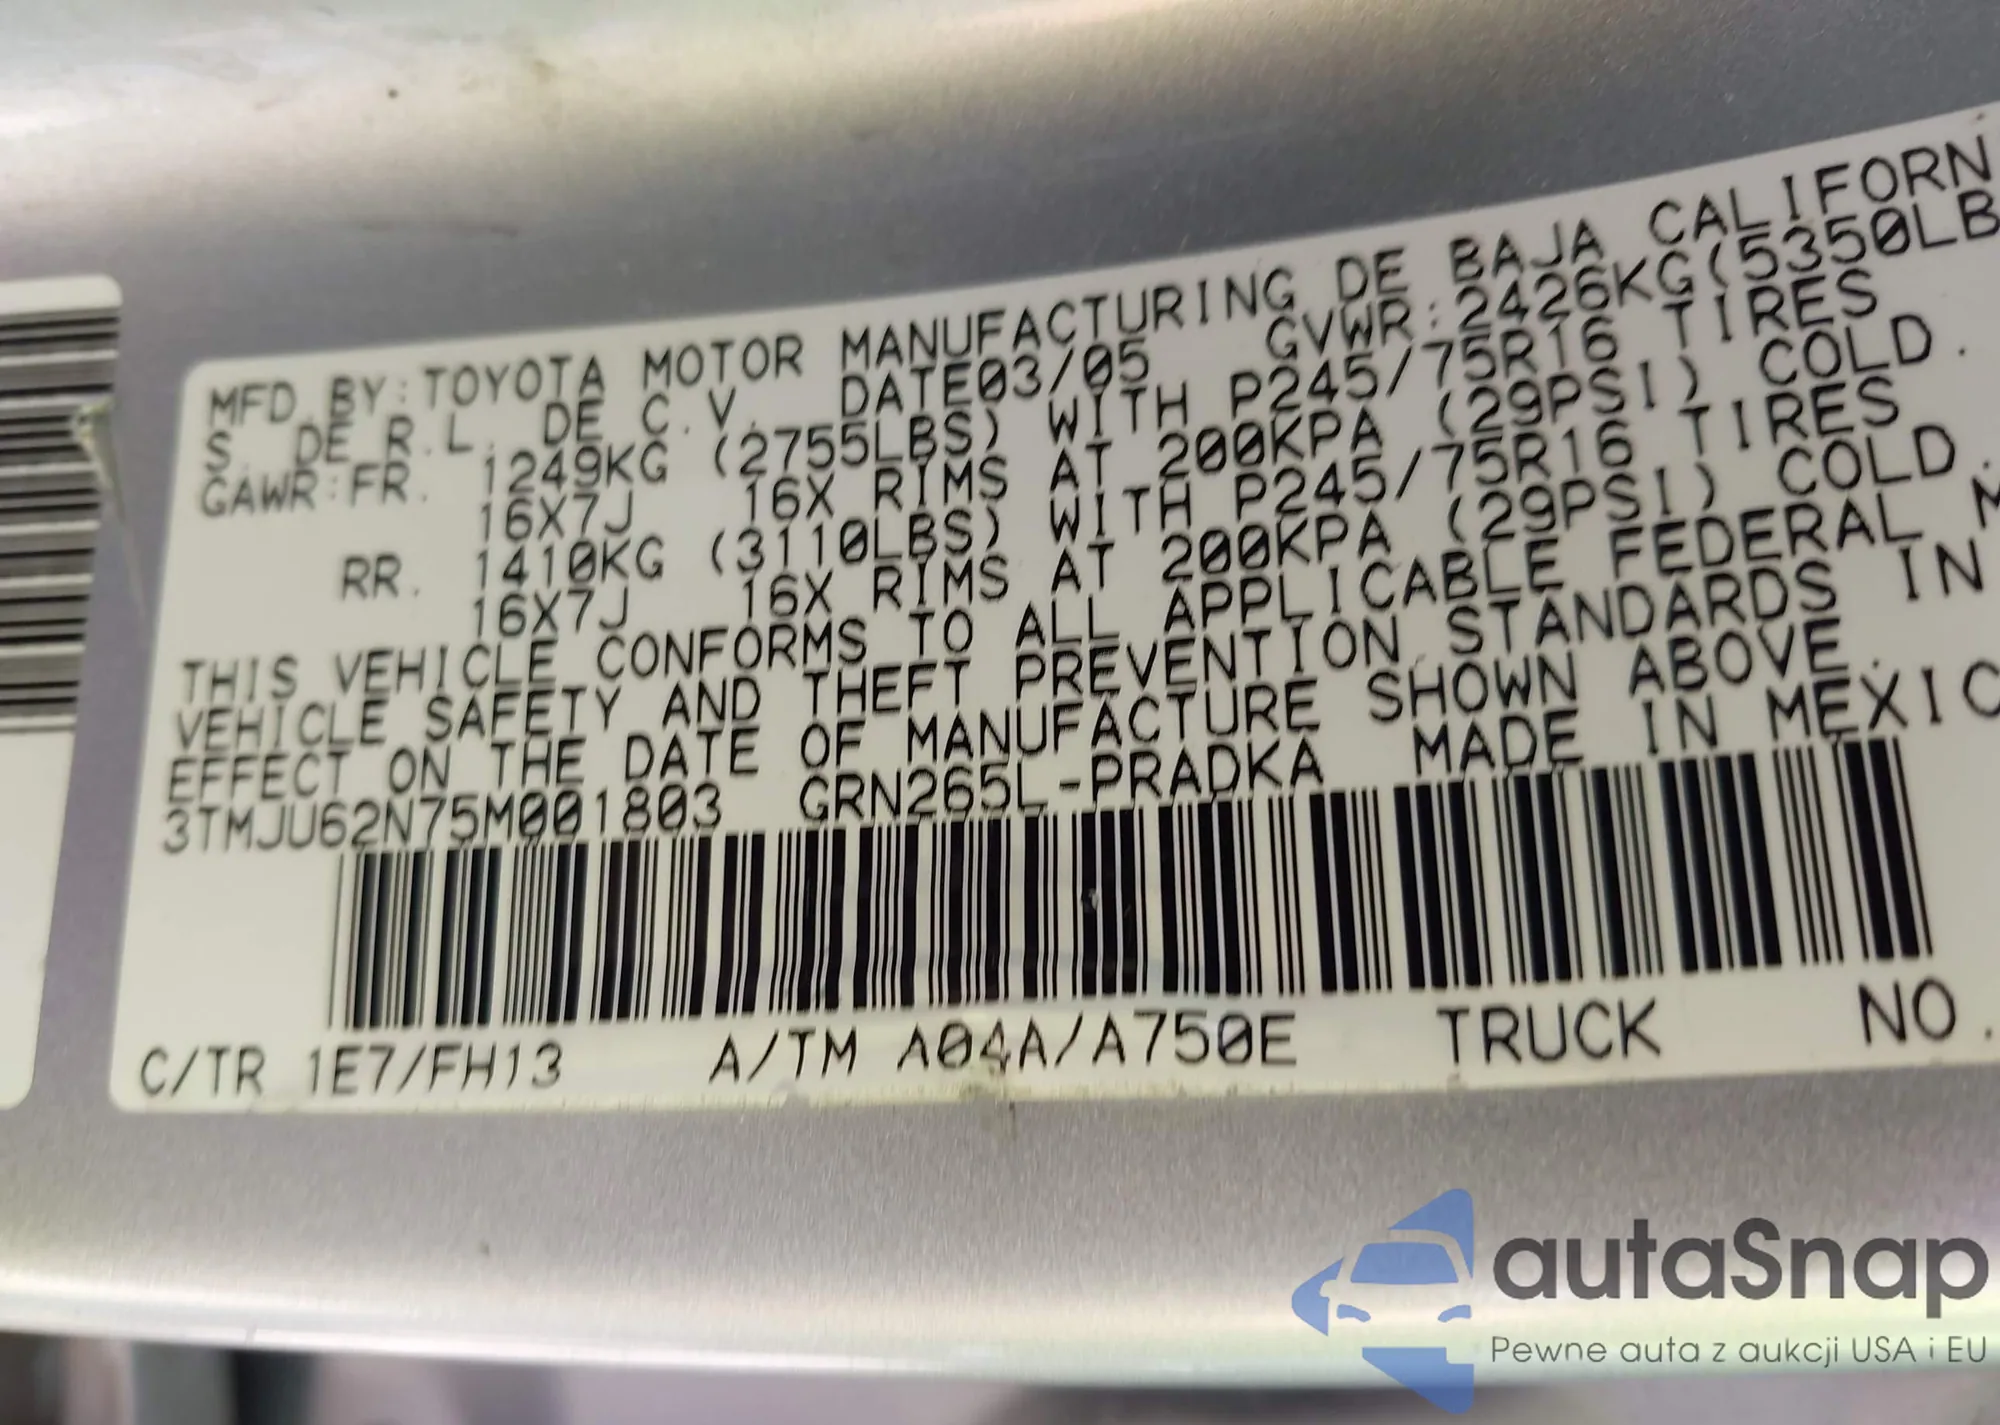 MFD. BY: TOYOTA MOTOR MANUFACTURING DE BAJA CALIFORN
S. DE R.L. DE C.V. DATE03/05 GVWR:2426KG(5350LB
GAWR:FR. 1249KG (2755LBS) WITH P245/75R16 TIRES
16X7J 16X RIMS AT 200KPA (29PSI) COLD.
RR. 1410KG (3110LBS) WITH P245/75R16 TIRES
16X7J 16X RIMS AT 200KPA (29PSI) COLD.
THIS VEHICLE CONFORMS TO ALL APPLICABLE FEDERAL M
VEHICLE SAFETY AND THEFT PREVENTION STANDARDS IN
EFFECT ON THE DATE OF MANUFACTURE SHOWN ABOVE.
3TMJU62N75M001803 GRN265L-PRADKA MADE IN MEXIC
C/TR 1E7/FH13 A/TM A04A/A750E TRUCK NO.
autaSnap
Pewne auta z aukcji USA i EU